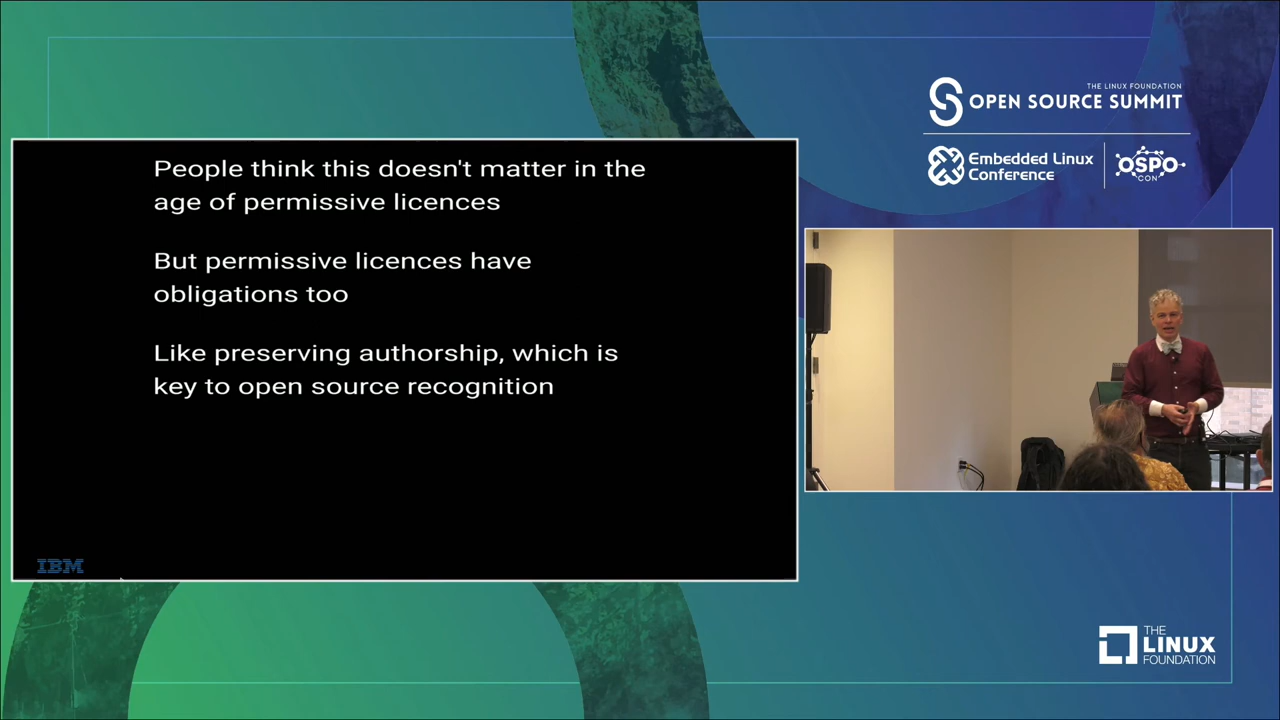 People think this doesn't matter in the
age of permissive licences
But permissive licences have
obligations too
Like preserving authorship, which is
key to open source recognition
IBM
THE LINUX FOUNDATION
OPEN SOURCE SUMMIT
Embedded Linux
Conference
OSPO
CON
THE
LINUX
FOUNDATION